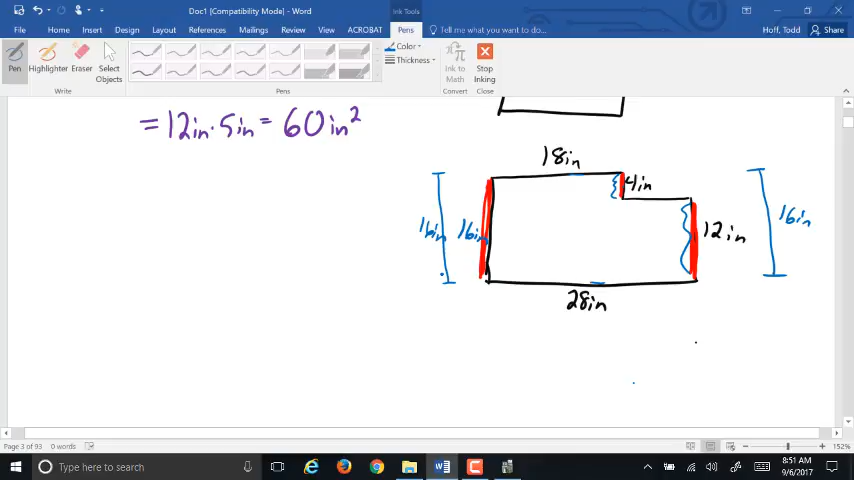 Doc1 [Compatibility Mode] - Word
Ink Tools
Hoff, Todd
Share
File Home Insert Design Layout References Mailings Review View ACROBAT Pens Tell me what you want to do...
Pen Highlighter Eraser Select Objects
Color
Thickness
Ink to Math
Stop Inking
Write Pens Convert Close
= 12in·5in = 60in²
18in
4in
16in 16in 12in 16in
28in
Page 3 of 93 0 words 152%
Type here to search
8:51 AM
9/6/2017